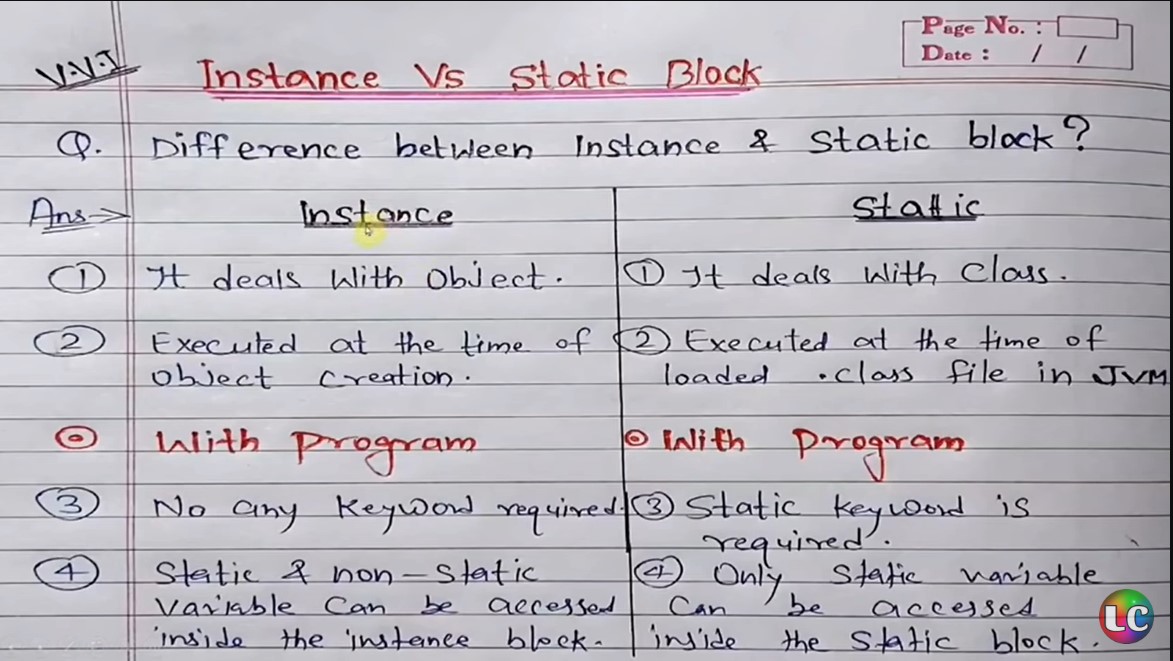 Page No. :
Date : / /
V.V.I
Instance Vs Static Block
Q. Difference between Instance & Static block?
Ans→ Instance
Static
① It deals With Object.
② Executed at the time of
Object Creation.
⊙ With Program
③ No any Keyword required.
④ Static & non-static
Variable Can be accessed
inside the instance block.
① It deals With Class.
② Executed at the time of
loaded .class file in JVM
⊙ With Program
③ Static keyword is
required.
④ Only Static variable
Can be accessed
inside the Static block.
LC